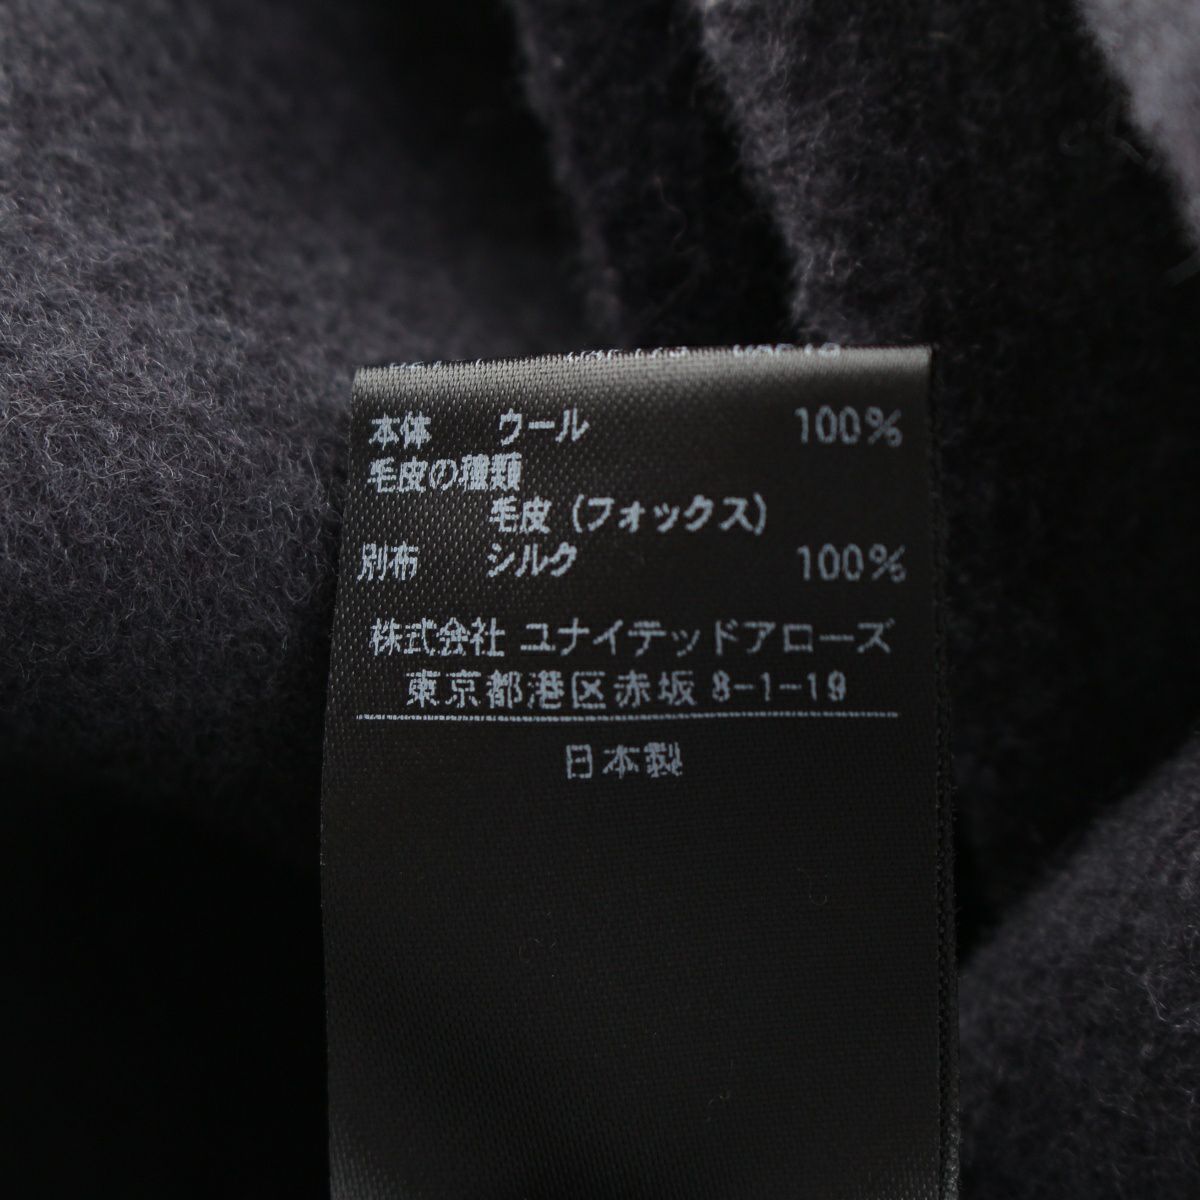 本体 ウール 100%
毛皮の種類
毛皮(フォックス)
別布 シルク 100%
株式会社 ユナイテッドアローズ
東京都港区赤坂 8-1-19
日本製